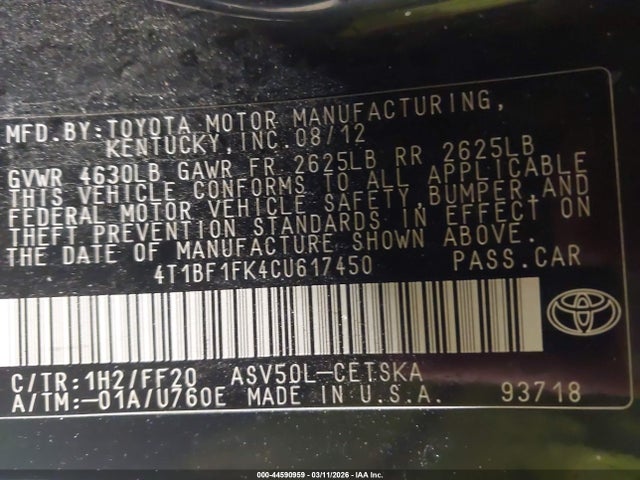 MFD.BY:TOYOTA MOTOR MANUFACTURING,
KENTUCKY,INC.08/12
GVWR 4630LB GAWR FR 2625LB RR 2625LB
THIS VEHICLE CONFORMS TO ALL APPLICABLE
FEDERAL MOTOR VEHICLE SAFETY,BUMPER,AND
THEFT PREVENTION STANDARDS IN EFFECT ON
THE DATE OF MANUFACTURE SHOWN ABOVE.
4T1BF1FK4CU617450 PASS.CAR
C/TR:1H2/FF20 ASV50L-CETSKA
A/TM:-01A/U760E MADE IN U.S.A. 93718
000-44590959 - 03/11/2026 - IAA Inc.